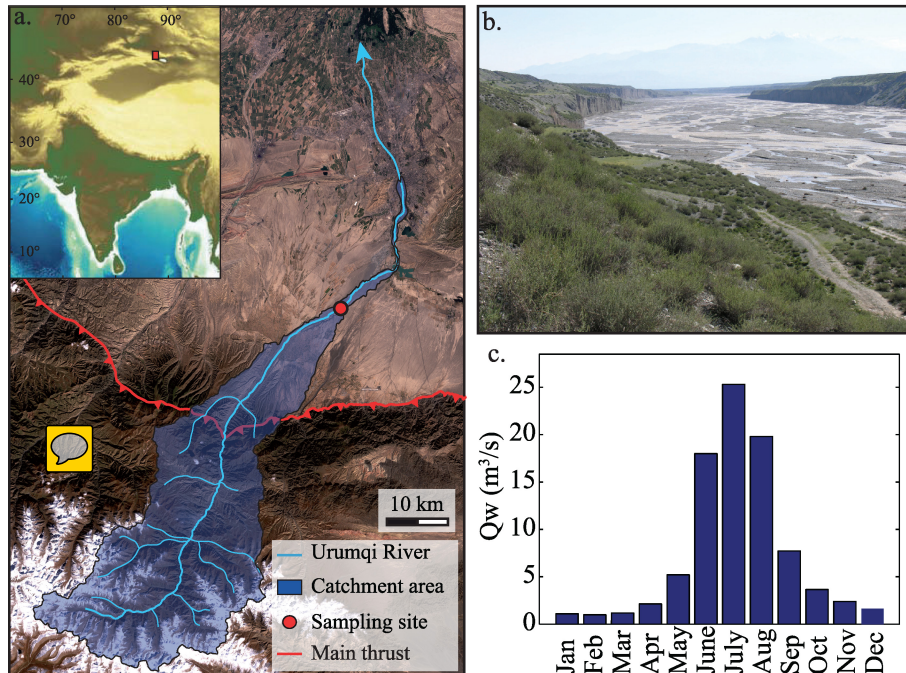 a.
70° 80° 90°
40°
30°
20°
10°
10 km
Urumqi River
Catchment area
Sampling site
Main thrust
b.
c.
Qw (m³/s)
25
20
15
10
5
0
Jan Feb Mar Apr May June July Aug Sep Oct Nov Dec